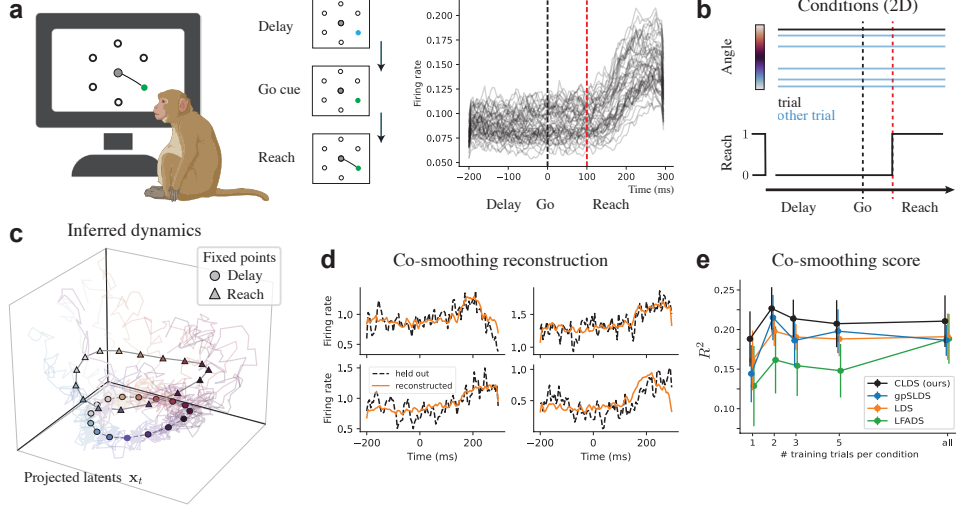 a
Delay
Go cue
Reach
Firing rate
0.200
0.175
0.150
0.125
0.100
0.075
0.050
−200 −100 0 100 200 300
Time (ms)
Delay Go Reach
b
Conditions (2D)
Angle
trial
other trial
Reach
1
0
Delay Go Reach
c
Inferred dynamics
Fixed points
Delay
Reach
Projected latents xₜ
d
Co-smoothing reconstruction
Firing rate
1.0
0.5
1.5
1.0
Firing rate
1.5
1.0
0.5
held out
reconstructed
1.0
0.5
−200 0 200
Time (ms)
−200 0 200
Time (ms)
e
Co-smoothing score
R²
0.25
0.20
0.15
0.10
CLDS (ours)
gpSLDS
LDS
LFADS
1 2 3 5 all
# training trials per condition